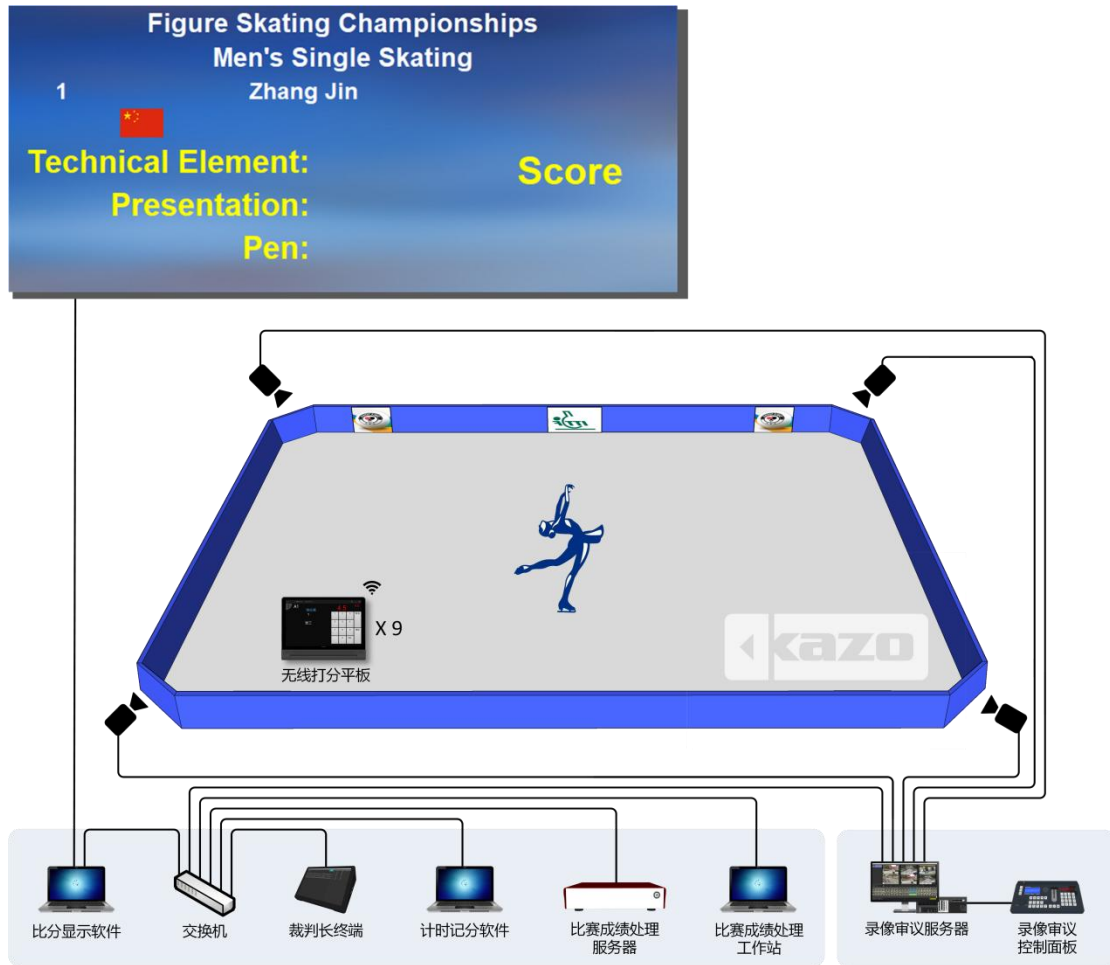 Figure Skating Championships
Men's Single Skating
1 Zhang Jin
Technical Element:
Score
Presentation:
Pen:
X 9
无线打分平板
kazo
比分显示软件
交换机
裁判长终端
计时记分软件
比赛成绩处理
服务器
比赛成绩处理
工作站
录像审议服务器
录像审议
控制面板